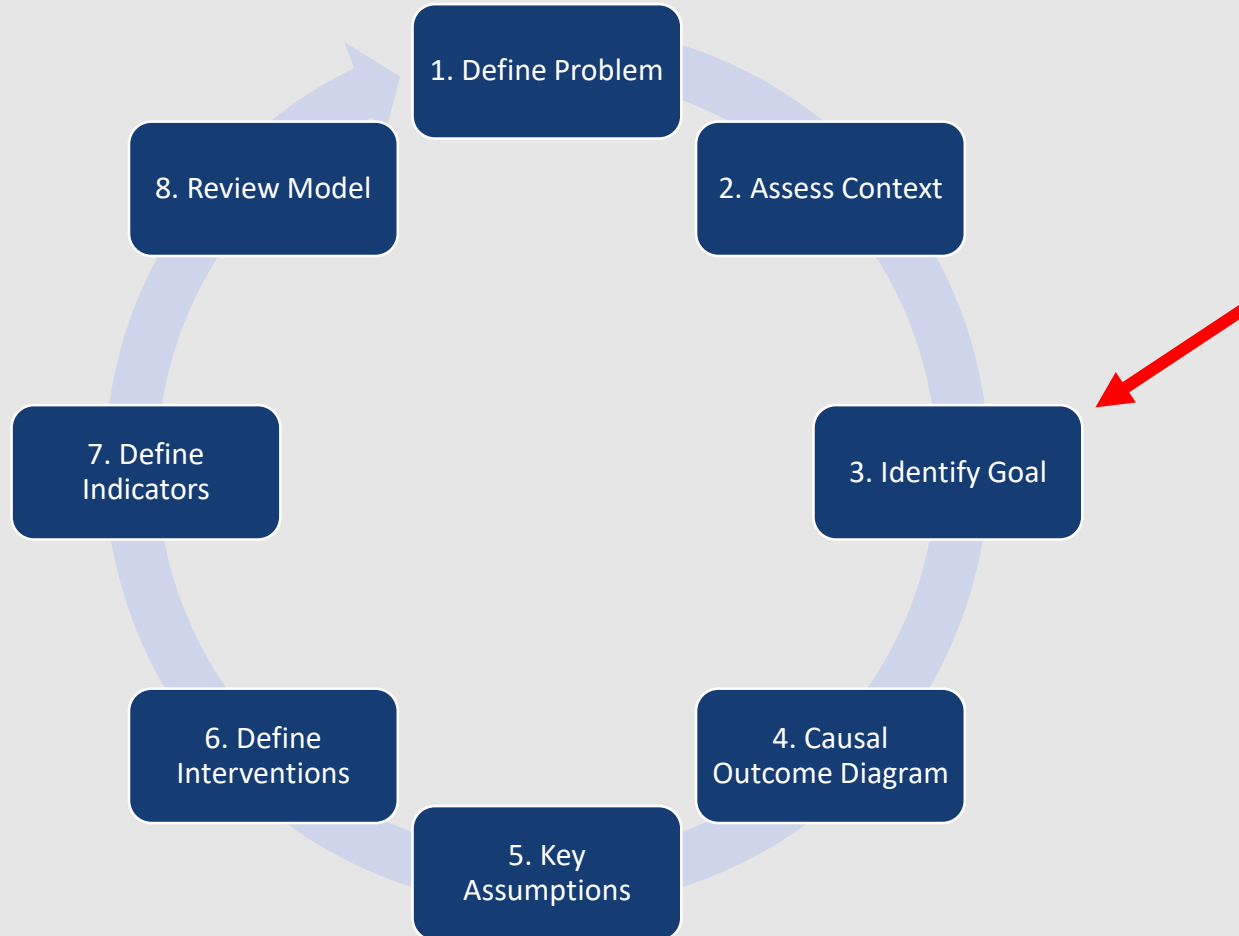 1. Define Problem
2. Assess Context
3. Identify Goal
4. Causal
Outcome Diagram
5. Key
Assumptions
6. Define
Interventions
7. Define
Indicators
8. Review Model